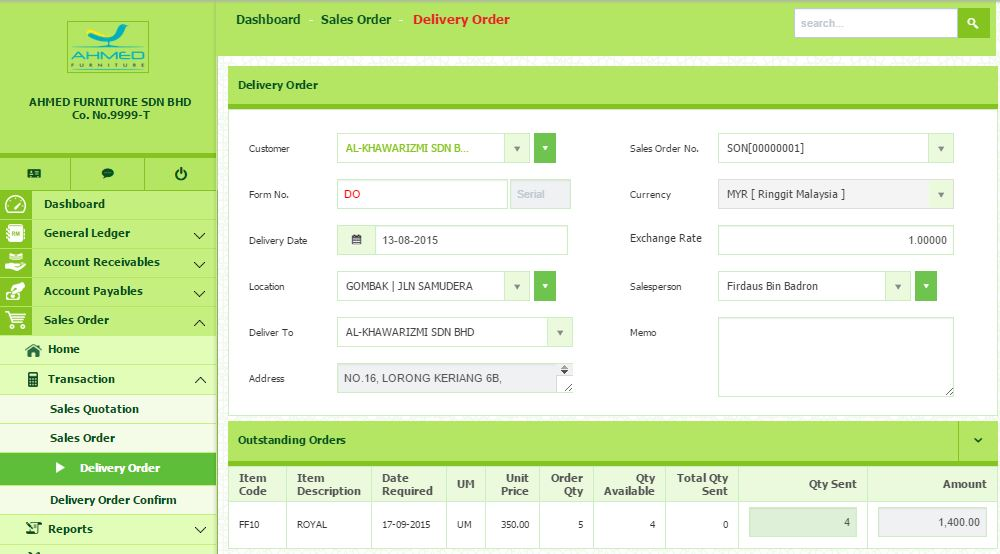 AHMED
FURNITURE
AHMED FURNITURE SDN BHD
Co. No.9999-T
Dashboard
RM
General Ledger
Account Receivables
Account Payables
Sales Order
Home
Transaction
Sales Quotation
Sales Order
Delivery Order
Delivery Order Confirm
Reports
Dashboard - Sales Order - Delivery Order
search...
Delivery Order
Customer AL-KHAWARIZMI SDN B... Sales Order No. SON[00000001]
Form No. DO Serial Currency MYR [ Ringgit Malaysia ]
Delivery Date 13-08-2015 Exchange Rate 1.00000
Location GOMBAK | JLN SAMUDERA Salesperson Firdaus Bin Badron
Deliver To AL-KHAWARIZMI SDN BHD Memo
Address NO.16, LORONG KERIANG 6B,
Outstanding Orders
Item Code Item Description Date Required UM Unit Price Order Qty Qty Available Total Qty Sent Qty Sent Amount
FF10 ROYAL 17-09-2015 UM 350.00 5 4 0 4 1,400.00